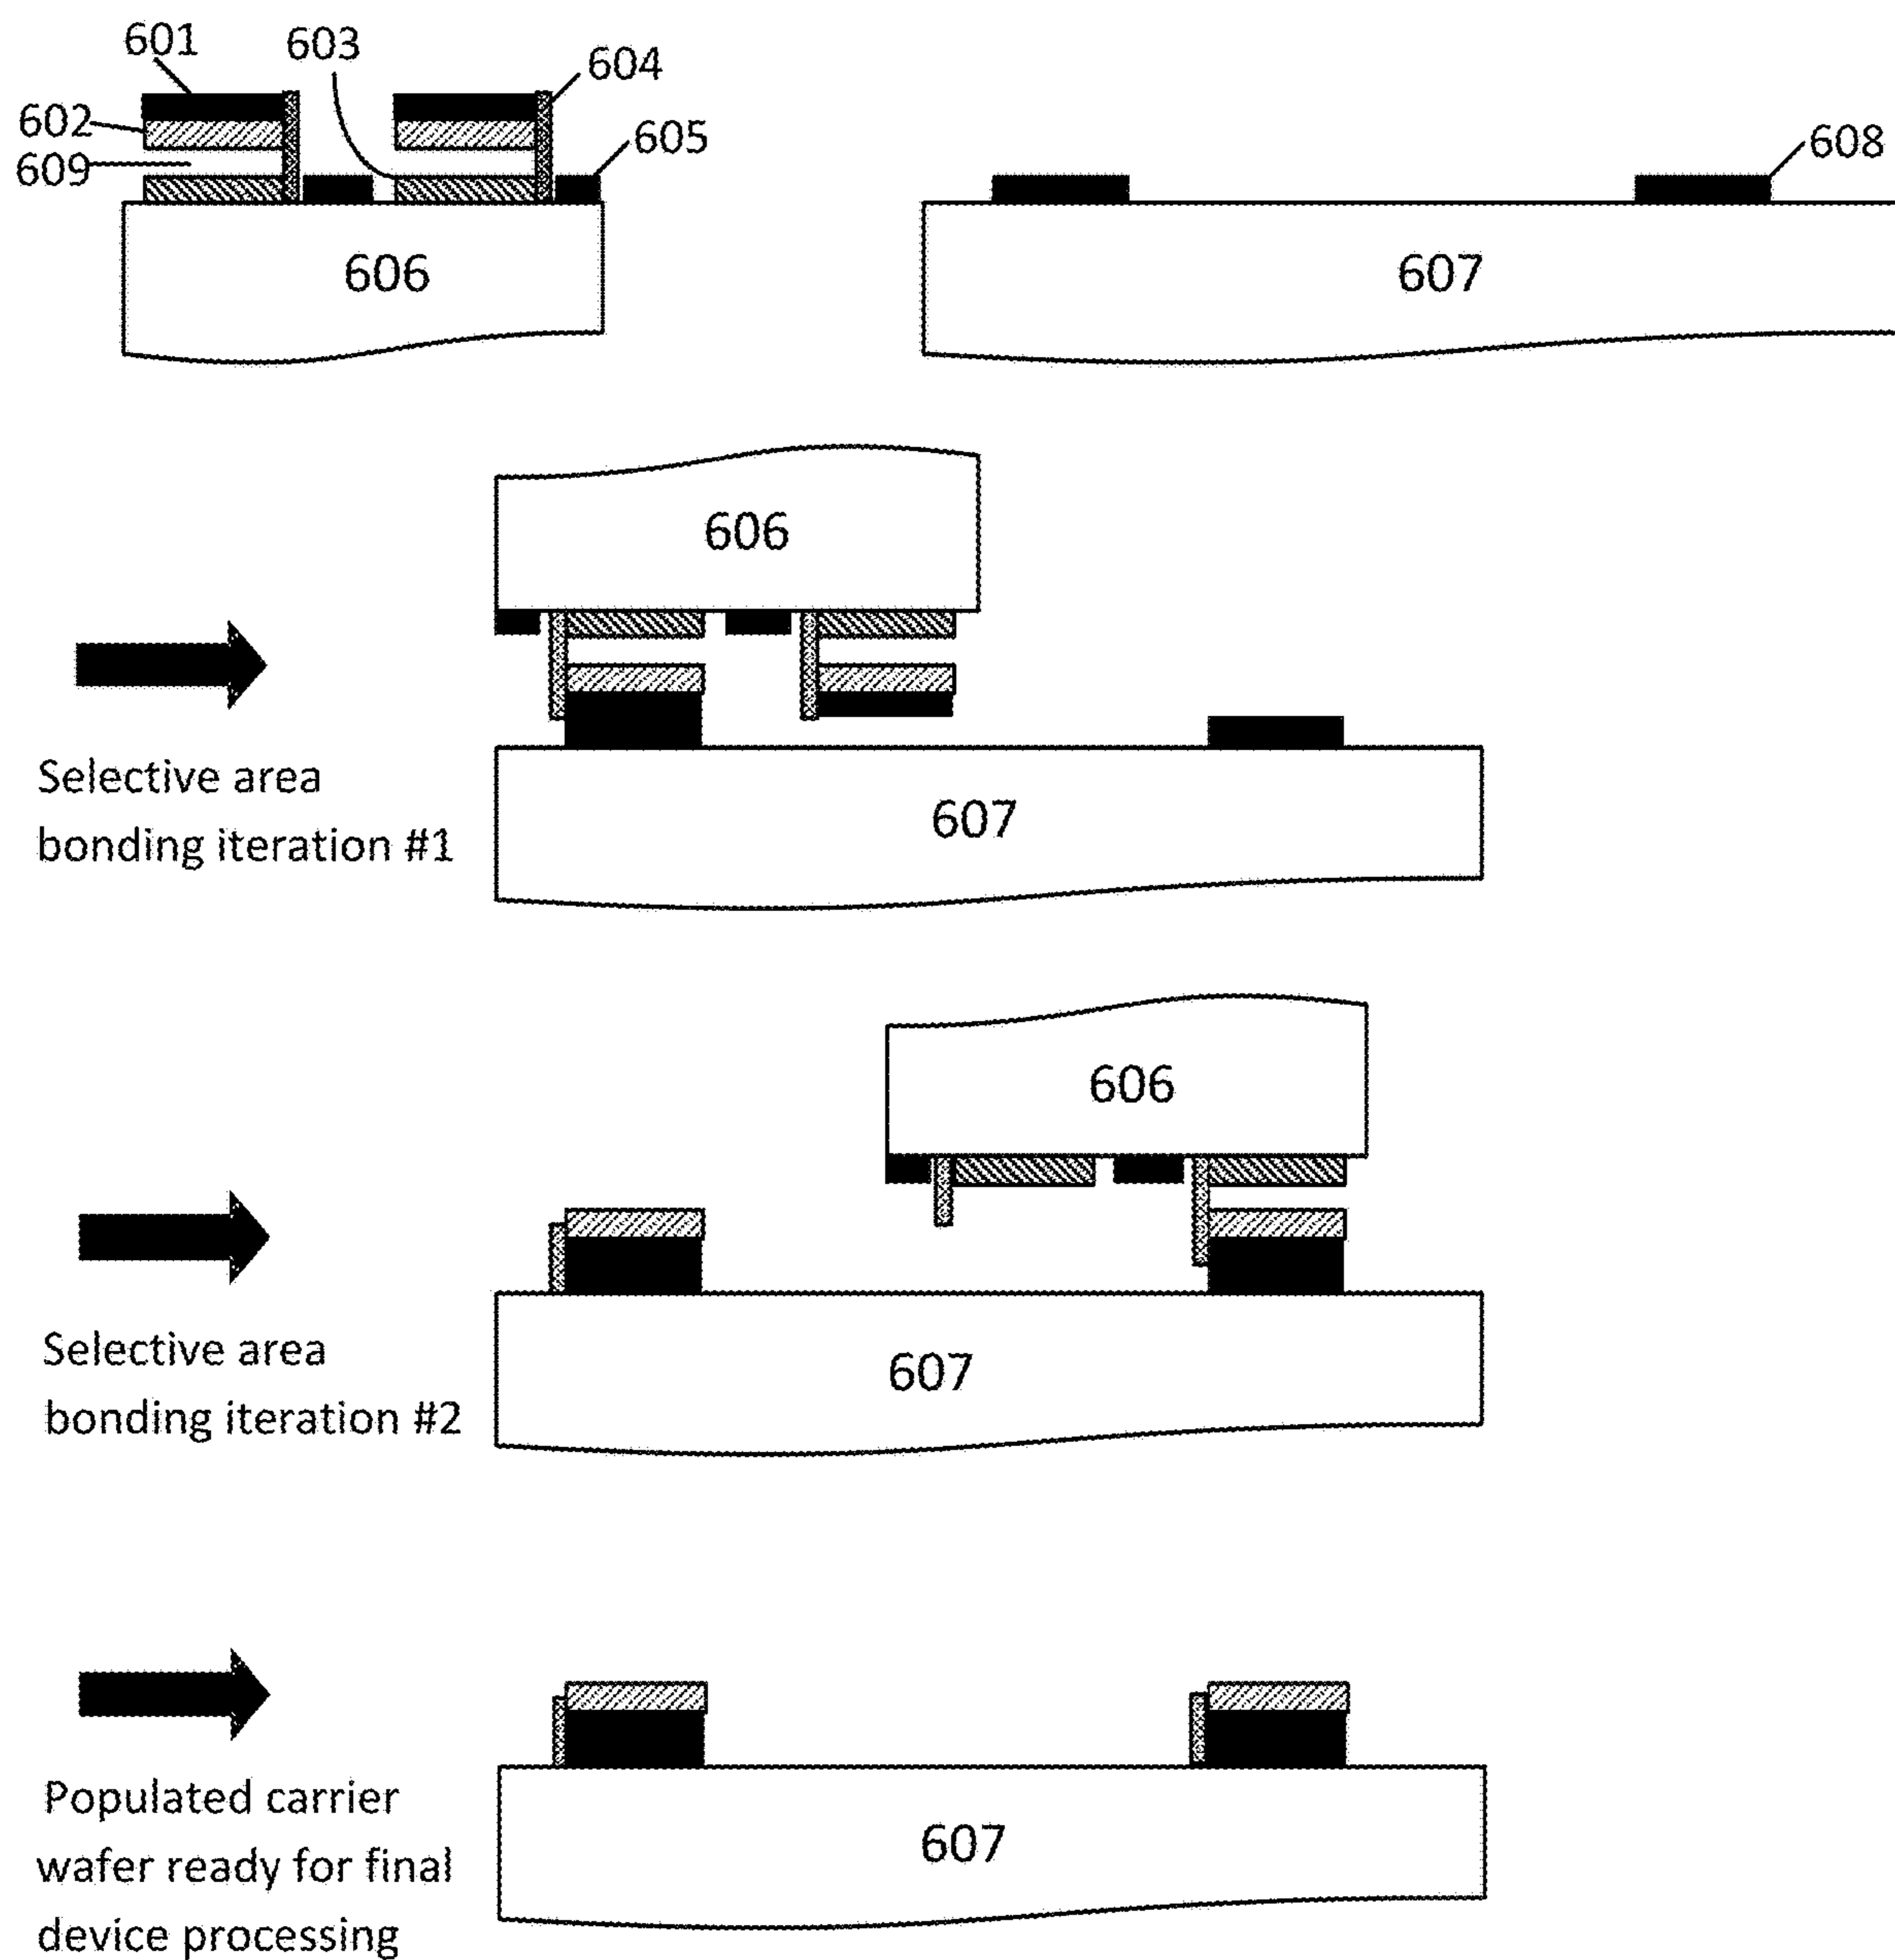 601
603
604
602
605
609
608
606
607
606
Selective area
bonding iteration #1
607
606
Selective area
bonding iteration #2
607
Populated carrier
wafer ready for final
device processing
607